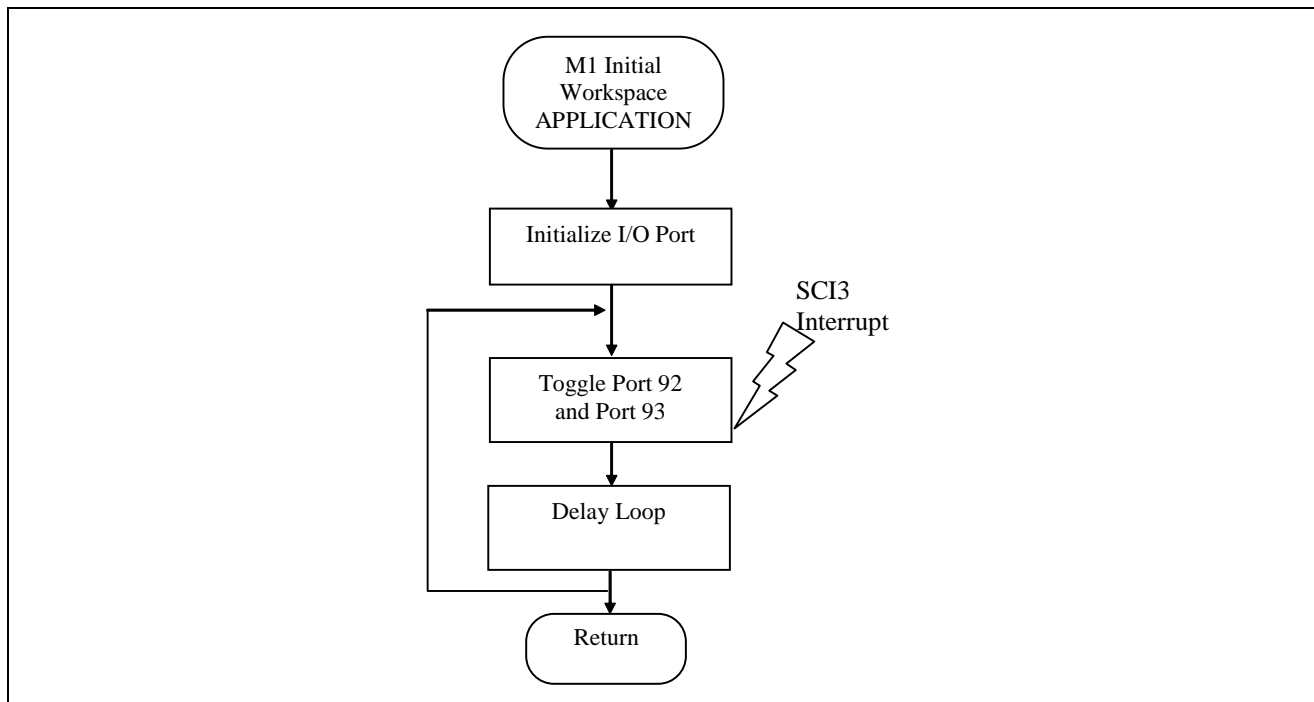 M1 Initial
Workspace
APPLICATION
Initialize I/O Port
SCI3
Interrupt
Toggle Port 92
and Port 93
Delay Loop
Return